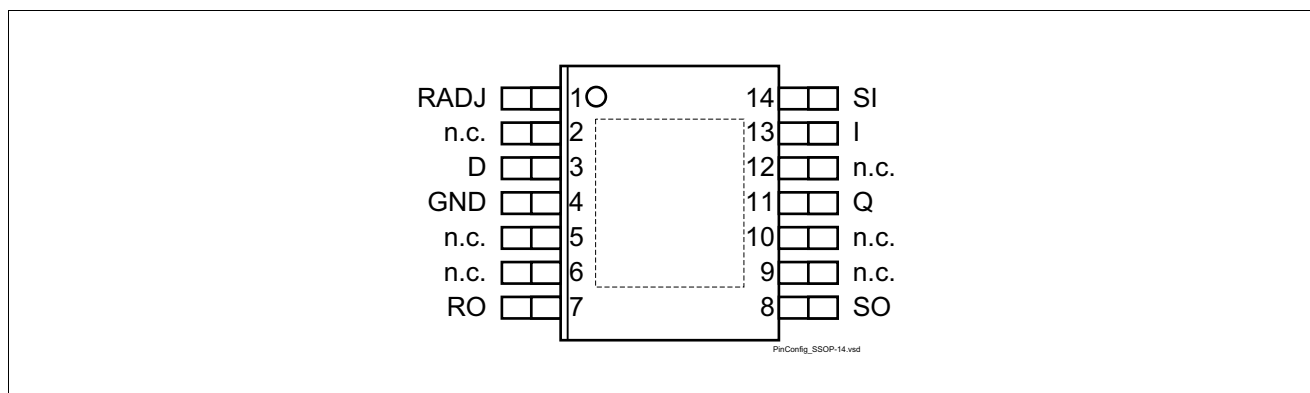 RADJ 1 14 SI
n.c. 2 13 I
D 3 12 n.c.
GND 4 11 Q
n.c. 5 10 n.c.
n.c. 6 9 n.c.
RO 7 8 SO
PinConfig_SSOP-14.vsd